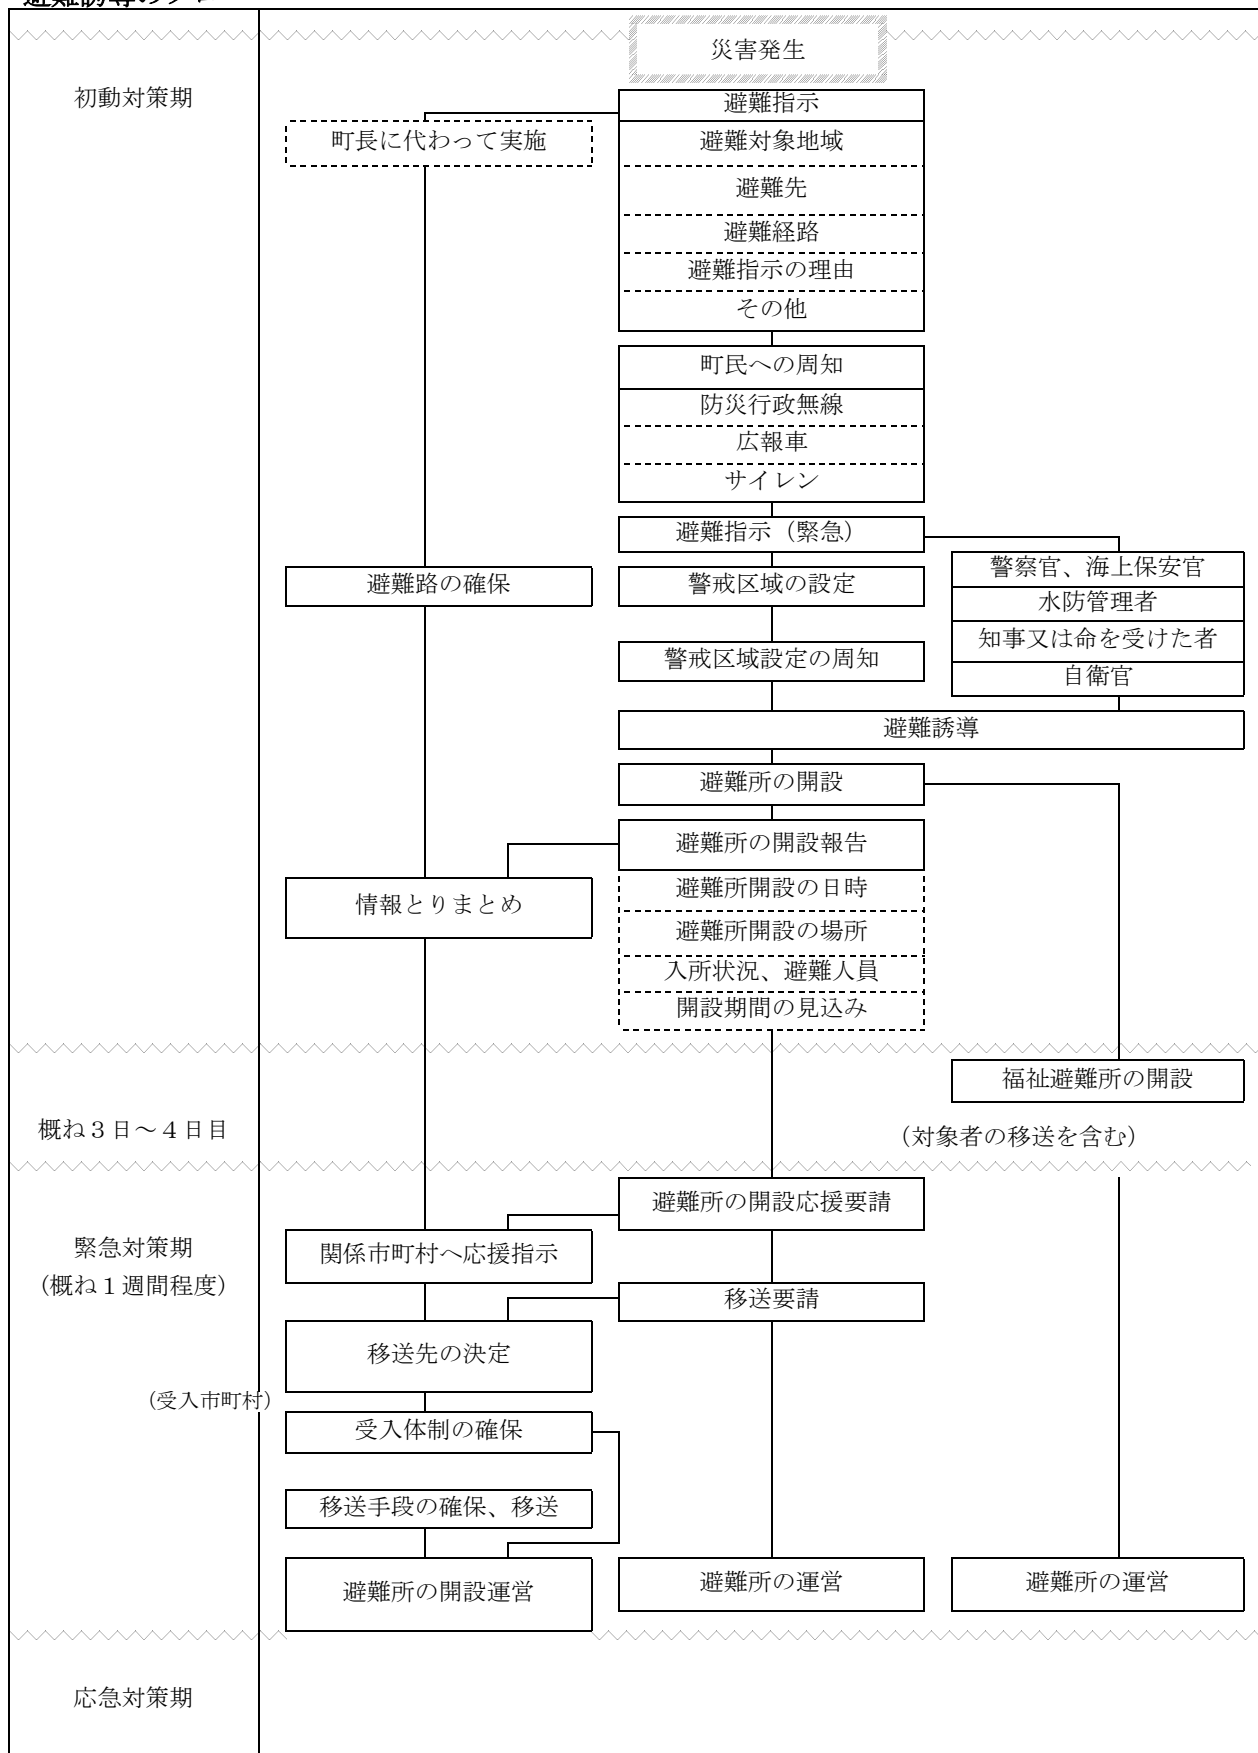 災害発生
初動対策期
避難指示
町長に代わって実施
避難対象地域
避難先
避難経路
避難指示の理由
その他
町民への周知
防災行政無線
広報車
サイレン
避難指示（緊急）
警察官、海上保安官
避難路の確保
警戒区域の設定
水防管理者
知事又は命を受けた者
警戒区域設定の周知
自衛官
避難誘導
避難所の開設
避難所の開設報告
避難所開設の日時
情報とりまとめ
避難所開設の場所
入所状況、避難人員
開設期間の見込み
福祉避難所の開設
概ね３日～４日目
（対象者の移送を含む）
避難所の開設応援要請
緊急対策期
関係市町村へ応援指示
（概ね１週間程度）
移送要請
移送先の決定
（受入市町村）
受入体制の確保
移送手段の確保、移送
避難所の開設運営
避難所の運営
避難所の運営
応急対策期